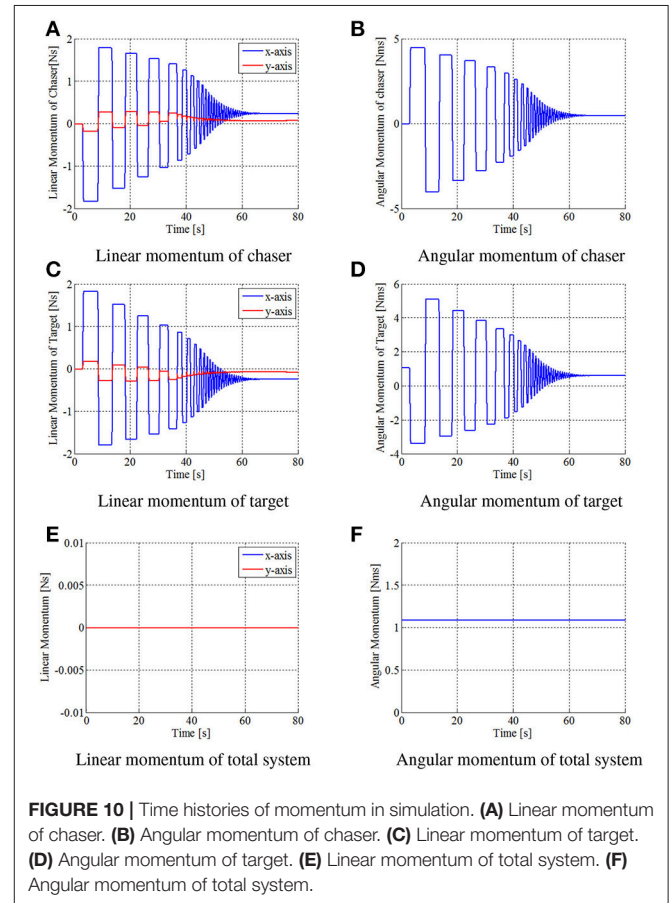 A
Linear Momentum of Chaser[Ns]
2
1
0
-1
-2
x-axis
y-axis
0 20 40 60 80
Time [s]
Linear momentum of chaser
B
Angular Momentum of chaser [Nms]
5
0
-5
0 20 40 60 80
Time [s]
Angular momentum of chaser
C
Linear Momentum of Target [Ns]
2
1
0
-1
-2
x-axis
y-axis
0 20 40 60 80
Time [s]
Linear momentum of target
D
Angular Momentum of Target [Nms]
6
4
2
0
-2
-4
0 20 40 60 80
Time [s]
Angular momentum of target
E
Linear Momentum [Ns]
0.01
0.005
0
-0.005
-0.01
x-axis
y-axis
0 20 40 60 80
Time [s]
Linear momentum of total system
F
Angular Momentum [Nms]
2
1.5
1
0.5
0
0 20 40 60 80
Time [s]
Angular momentum of total system
FIGURE 10 | Time histories of momentum in simulation. (A) Linear momentum
of chaser. (B) Angular momentum of chaser. (C) Linear momentum of target.
(D) Angular momentum of target. (E) Linear momentum of total system. (F)
Angular momentum of total system.